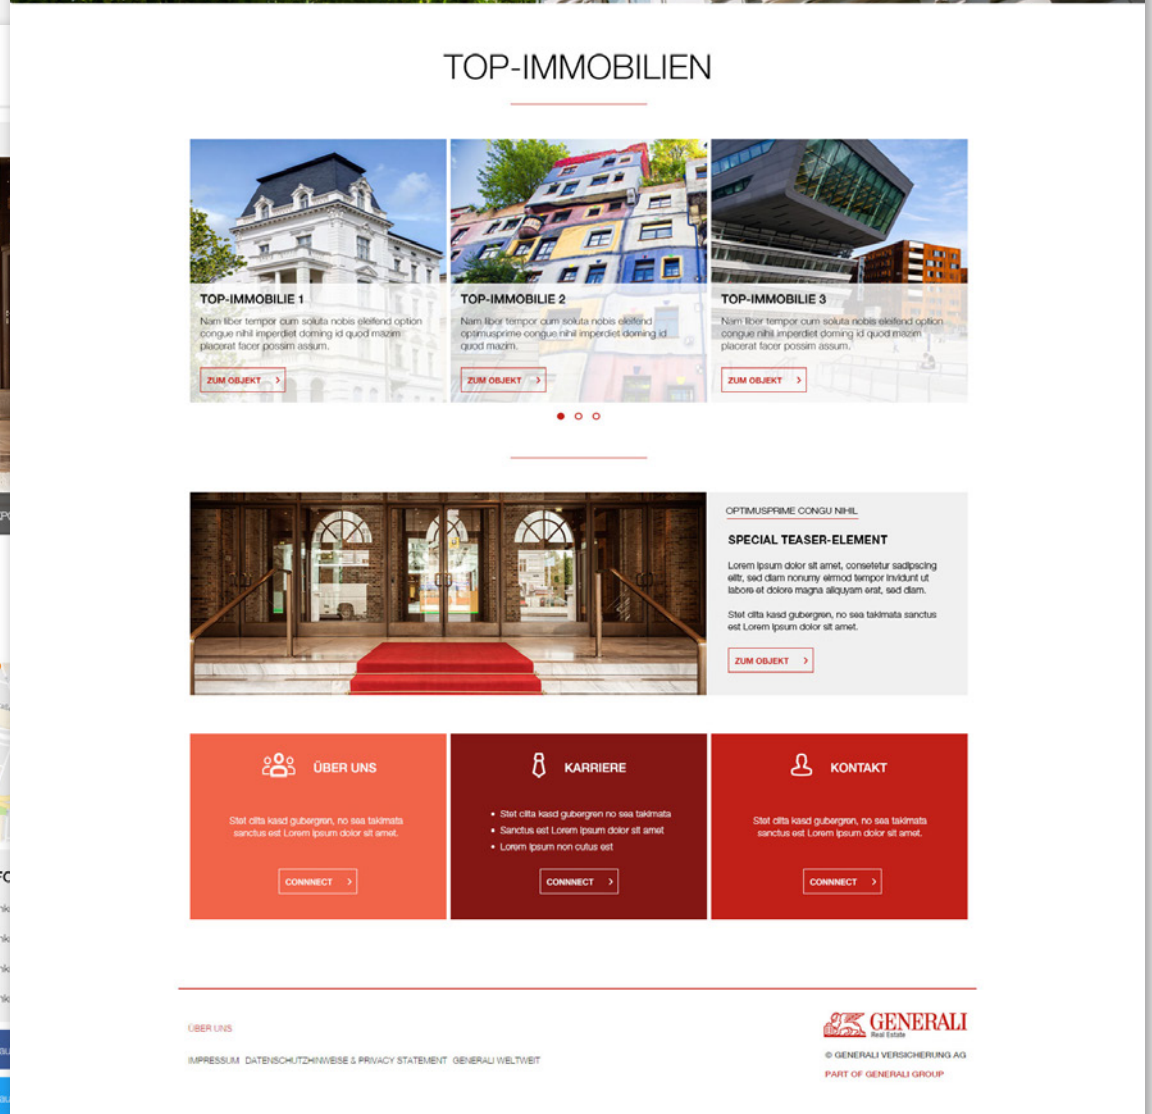 TOP-IMMOBILIEN
TOP-IMMOBILIE 1
Nam liber tempor cum soluta nobis eleifend option
congue nihil imperdiet doming id quod mazim
placerat facer possim assum.
ZUM OBJEKT
TOP-IMMOBILIE 2
Nam liber tempor cum soluta nobis eleifend
optimusprime congue nihil imperdiet doming id
quod mazim.
ZUM OBJEKT
TOP-IMMOBILIE 3
Nam liber tempor cum soluta nobis eleifend option
congue nihil imperdiet doming id quod mazim
placerat facer possim assum.
ZUM OBJEKT
OPTIMUSPRIME CONGU NIHIL
SPECIAL TEASER-ELEMENT
Lorem ipsum dolor sit amet, consetetur sadipscing
elitr, sed diam nonumy eirmod tempor invidunt ut
labore et dolore magna aliquyam erat, sed diam.
Stet clita kasd gubergren, no sea takimata sanctus
est Lorem ipsum dolor sit amet.
ZUM OBJEKT
ÜBER UNS
Stet clita kasd gubergren, no sea takimata
sanctus est Lorem ipsum dolor sit amet.
CONNNECT
KARRIERE
• Stet clita kasd gubergren no sea takimata
• Sanctus est Lorem ipsum dolor sit amet
• Lorem ipsum non cutus est
CONNNECT
KONTAKT
Stet clita kasd gubergren, no sea takimata
sanctus est Lorem ipsum dolor sit amet.
CONNNECT
ÜBER UNS
IMPRESSUM DATENSCHUTZHINWEISE & PRIVACY STATEMENT GENERALI WELTWEIT
GENERALI
Real Estate
© GENERALI VERSICHERUNG AG
PART OF GENERALI GROUP